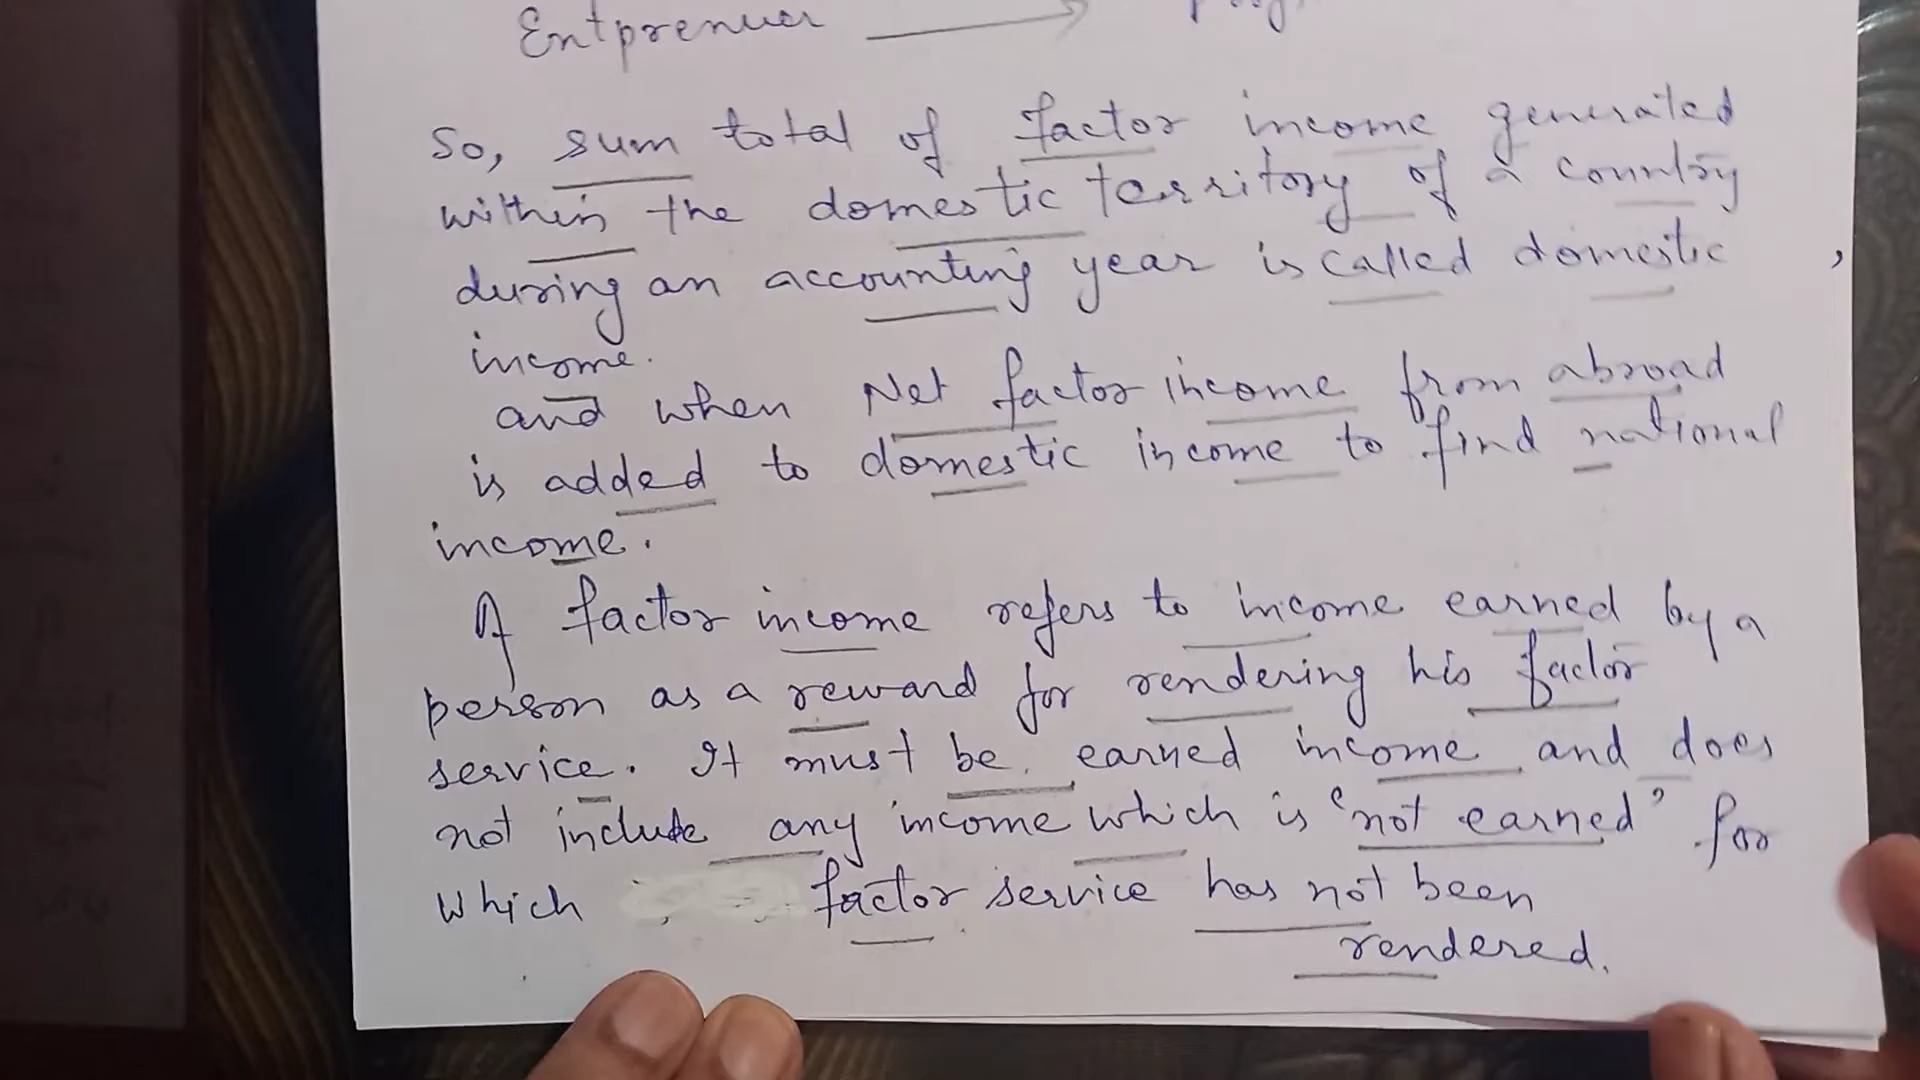 Entprenuer
So, sum total of factor income generated
within the domestic territory of a country
during an accounting year is called domestic
income.
and when Net factor income from abroad
is added to domestic income to find national
income.
A factor income refers to income earned by a
person as a reward for rendering his factor
service. It must be earned income and does
not include any income which is "not earned" for
which factor service has not been
rendered.